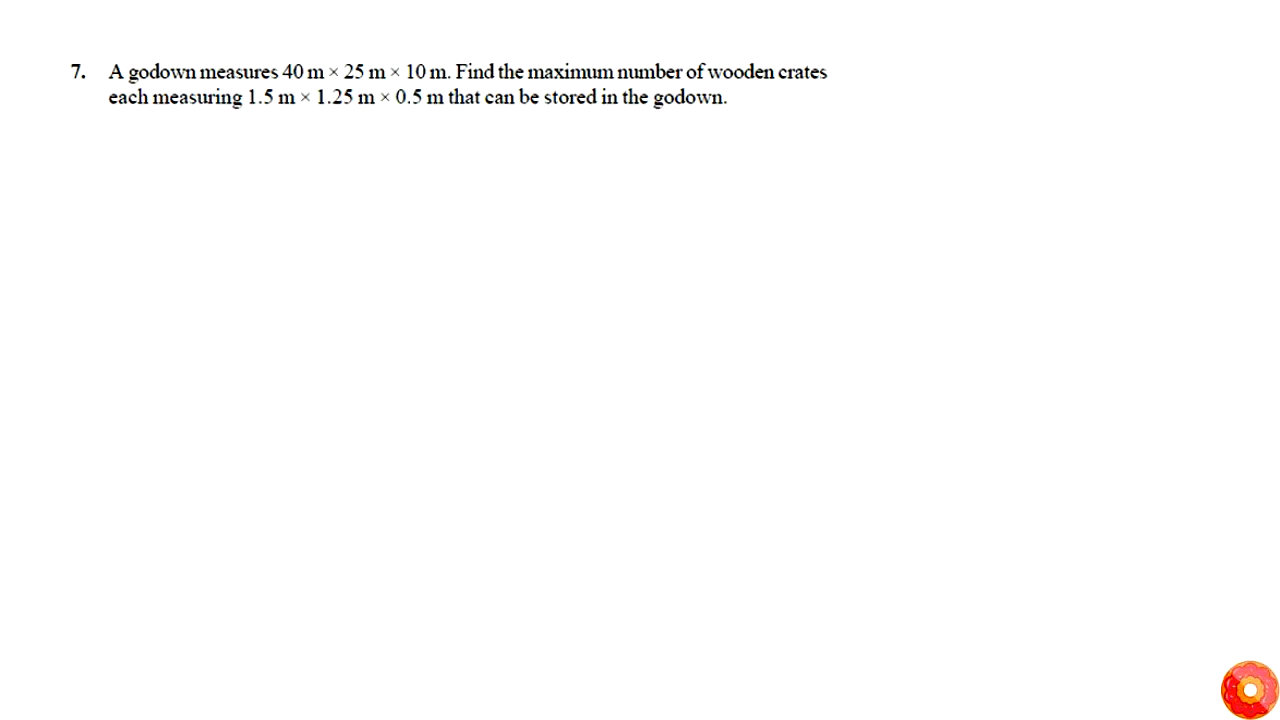 7. A godown measures 40 m × 25 m × 10 m. Find the maximum number of wooden crates
each measuring 1.5 m × 1.25 m × 0.5 m that can be stored in the godown.